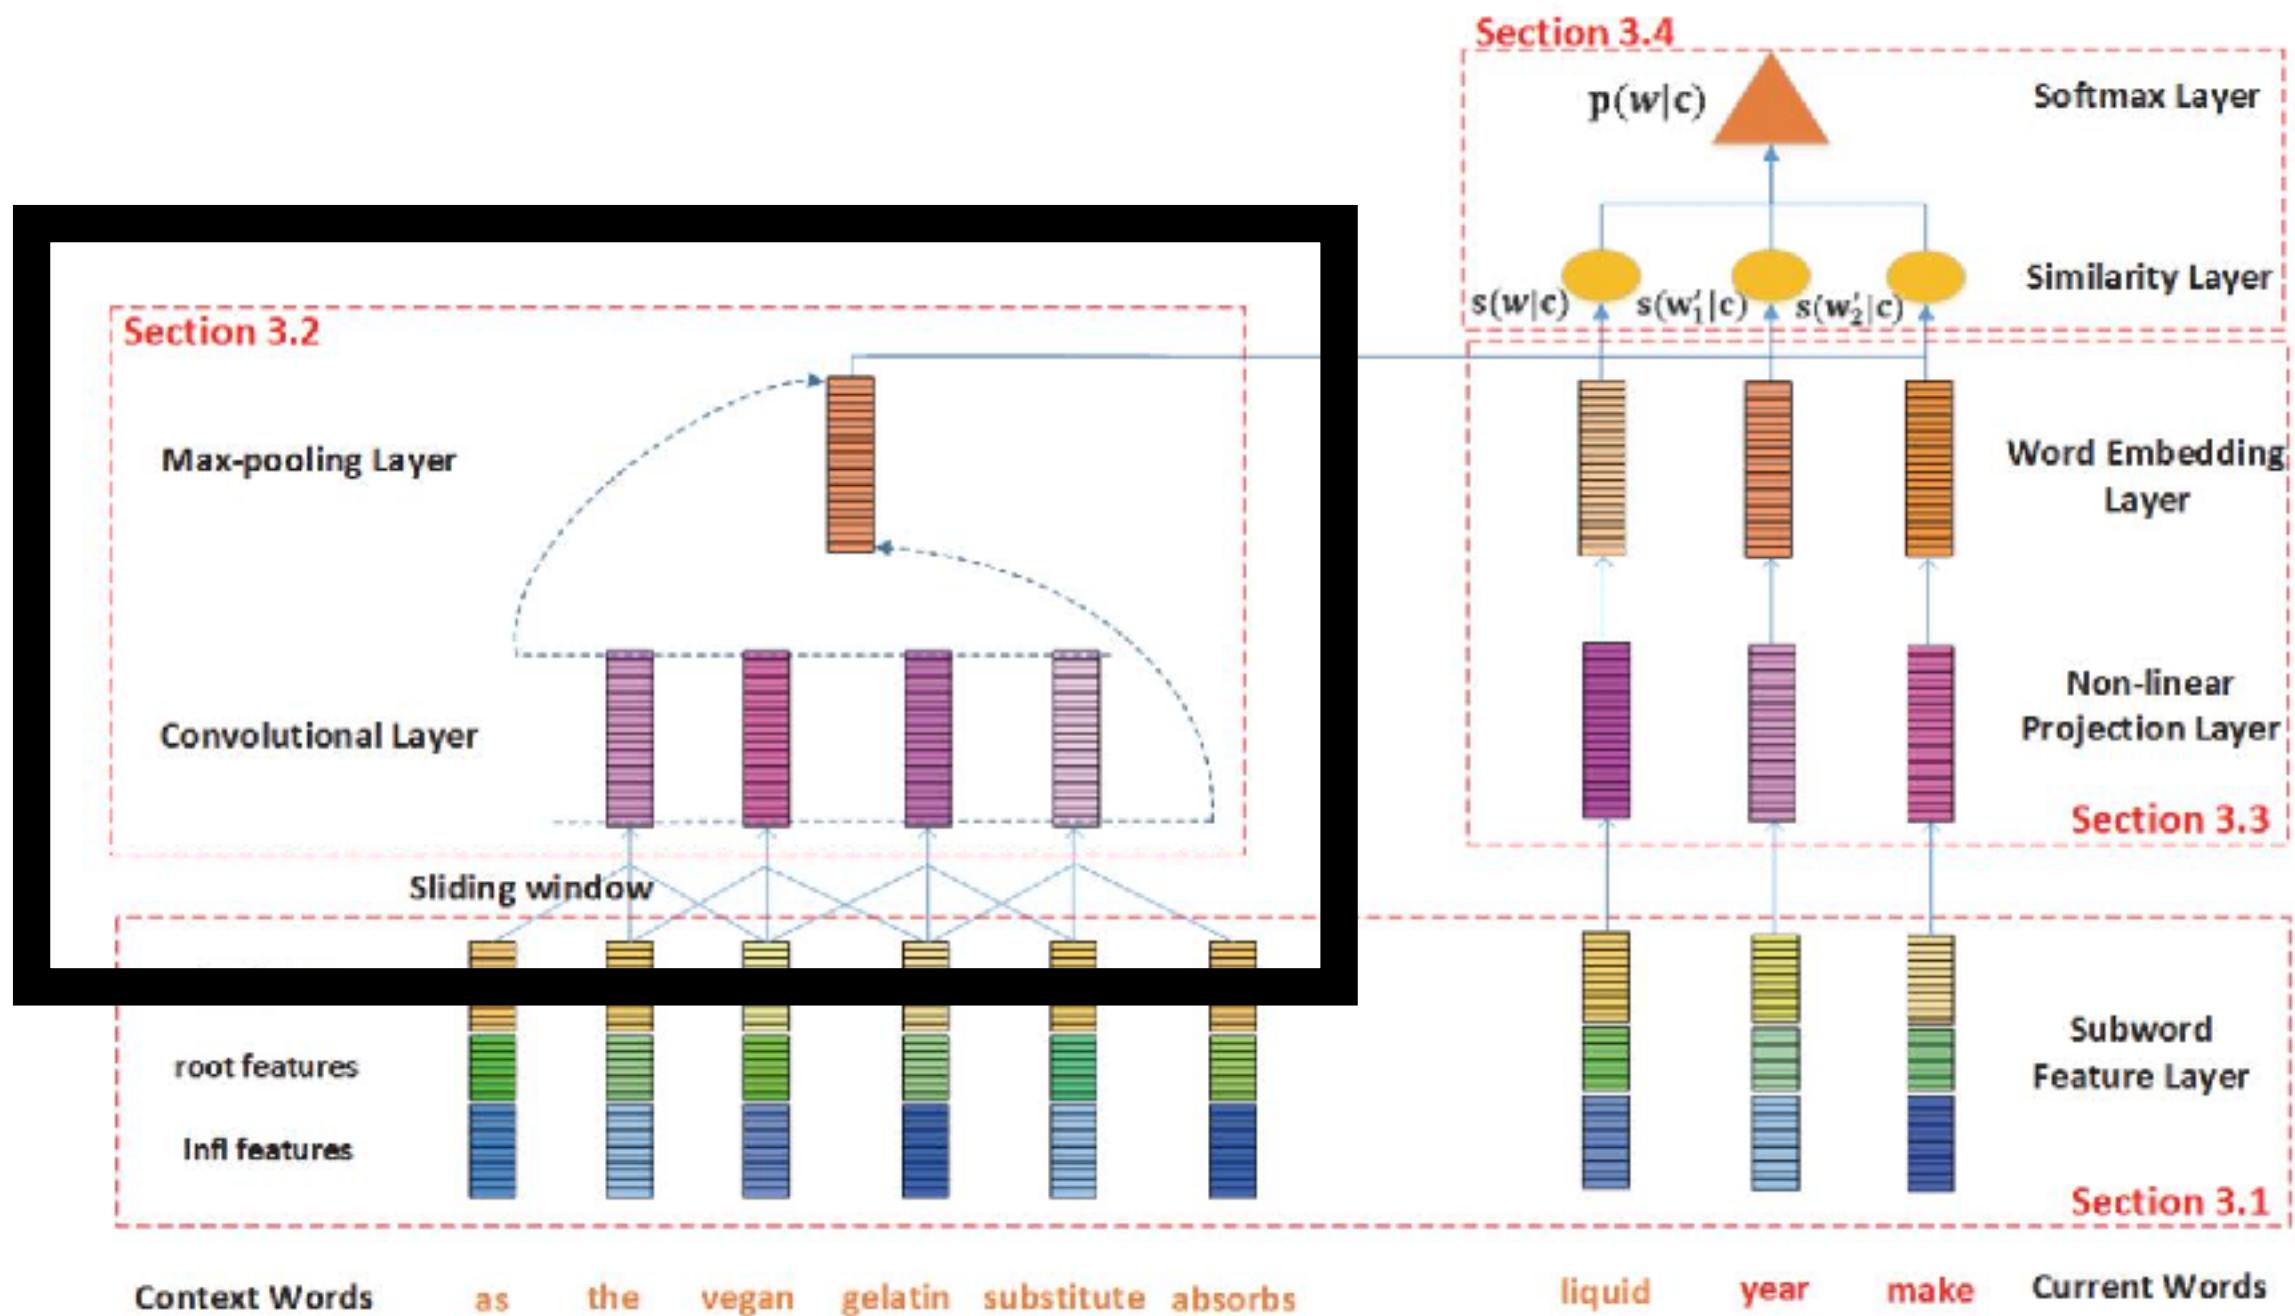 Section 3.4
p(w|c)
Softmax Layer
s(w|c)
s(w′₁|c)
s(w′₂|c)
Similarity Layer
Section 3.2
Max-pooling Layer
Word Embedding
Layer
Convolutional Layer
Non-linear
Projection Layer
Section 3.3
Sliding window
root features
Infl features
Subword
Feature Layer
Section 3.1
Context Words as the vegan gelatin substitute absorbs liquid year make Current Words